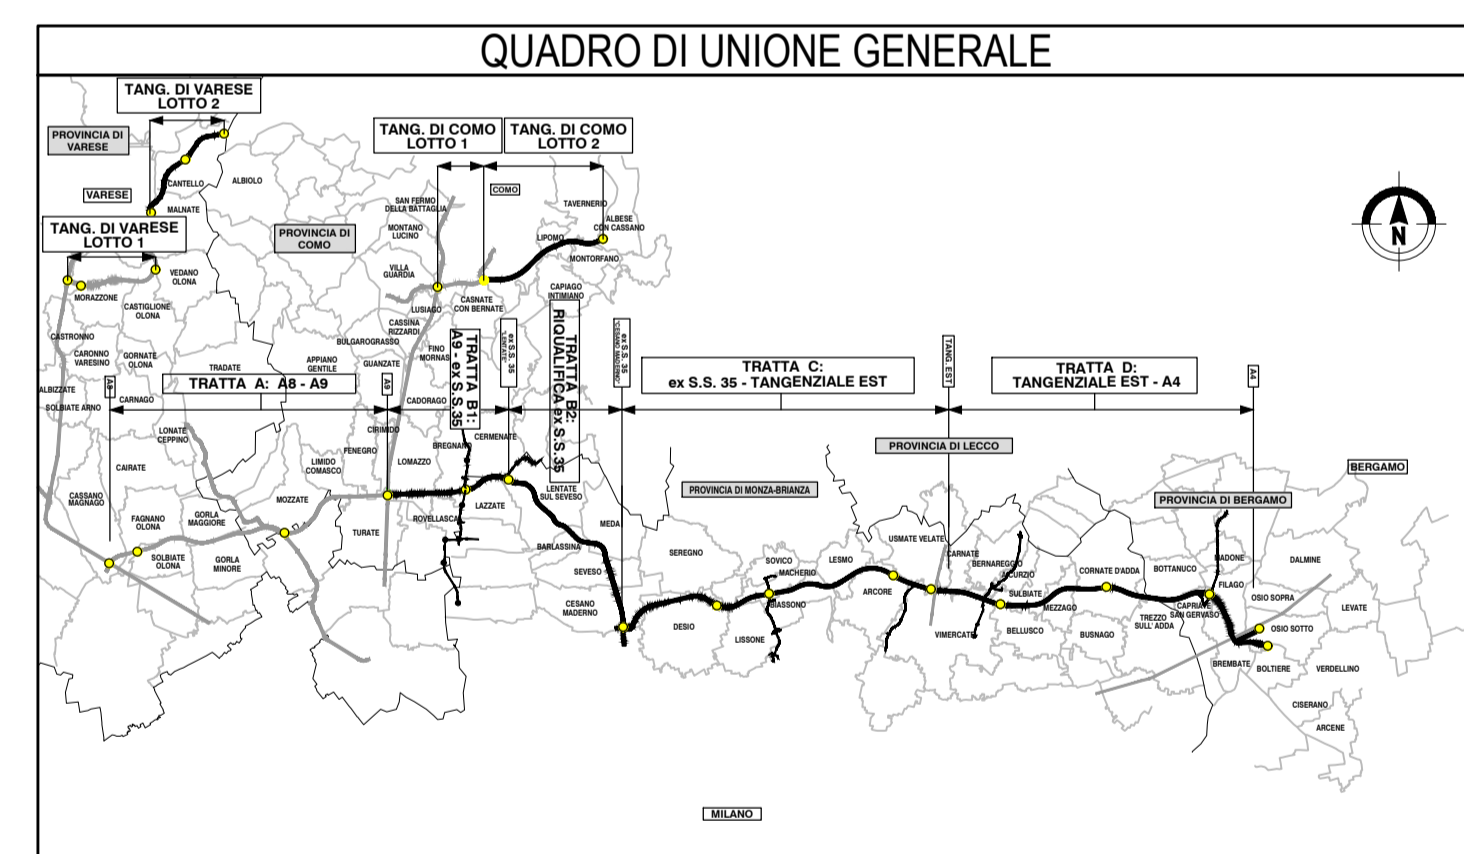 QUADRO DI UNIONE GENERALE
TANG. DI VARESE
LOTTO 2
PROVINCIA DI
VARESE
TANG. DI COMO
LOTTO 1
TANG. DI COMO
LOTTO 2
CANTELLO
ALBIOLO
VARESE
MALNATE
COMO
SAN FERMO
DELLA BATTAGLIA
TAVERNERIO
ALBESE
CON CASSANO
TANG. DI VARESE
LOTTO 1
PROVINCIA DI
COMO
MONTANO
LUCINO
LIPOMO
MONTORFANO
N
VEDANO
OLONA
VILLA
GUARDIA
MORAZZONE
CASTIGLIONE
OLONA
CAPIAGO
INTIMIANO
LUSIAGO
CASNATE
CON BERNATE
CASSINA
RIZZARDI
CASTRONNO
BULGAROGRASSO
CARONNO
VARESINO
GORNATE
OLONA
TRADATE
APPIANO
GENTILE
GUANZATE
FINO
MORNAS
TRATTA B1:
A9 - ex S.S.35
ex S.S. 35
"LENTATE"
TRATTA B2:
RIQUALIFICA ex S.S.35
ex S.S. 35
"CESANO MADERNO"
TRATTA C:
ex S.S. 35 - TANGENZIALE EST
TANG. EST
TRATTA D:
TANGENZIALE EST - A4
A4
ALBIZZATE
A8
TRATTA A: A8 - A9
A9
SOLBIATE ARNO
CARNAGO
CADORAGO
LONATE
CEPPINO
CIRIMIDO
CERMENATE
FENEGRO
BREGNANO
PROVINCIA DI LECCO
CAIRATE
LIMIDO
COMASCO
LOMAZZO
BERGAMO
CASSANO
MAGNAGO
MOZZATE
LENTATE
SUL SEVESO
PROVINCIA DI MONZA-BRIANZA
PROVINCIA DI BERGAMO
FAGNANO
OLONA
GORLA
MAGGIORE
TURATE
ROVELLASCA
LAZZATE
MEDA
USMATE VELATE
SOLBIATE
OLONA
GORLA
MINORE
BARLASSINA
SEREGNO
SOVICO
LESMO
CARNATE
BERNAREGGIO
MADONE
DALMINE
SEVESO
MACHERIO
AICURZIO
CORNATE D'ADDA
BOTTANUCO
FILAGO
CESANO
MADERNO
BIASSONO
ARCORE
SULBIATE
MEZZAGO
CAPRIATE
SAN GERVASO
OSIO SOPRA
LEVATE
DESIO
LISSONE
VIMERCATE
BELLUSCO
BUSNAGO
TREZZO
SULL' ADDA
OSIO SOTTO
BREMBATE
BOLTIERE
VERDELLINO
CISERANO
ARCENE
MILANO